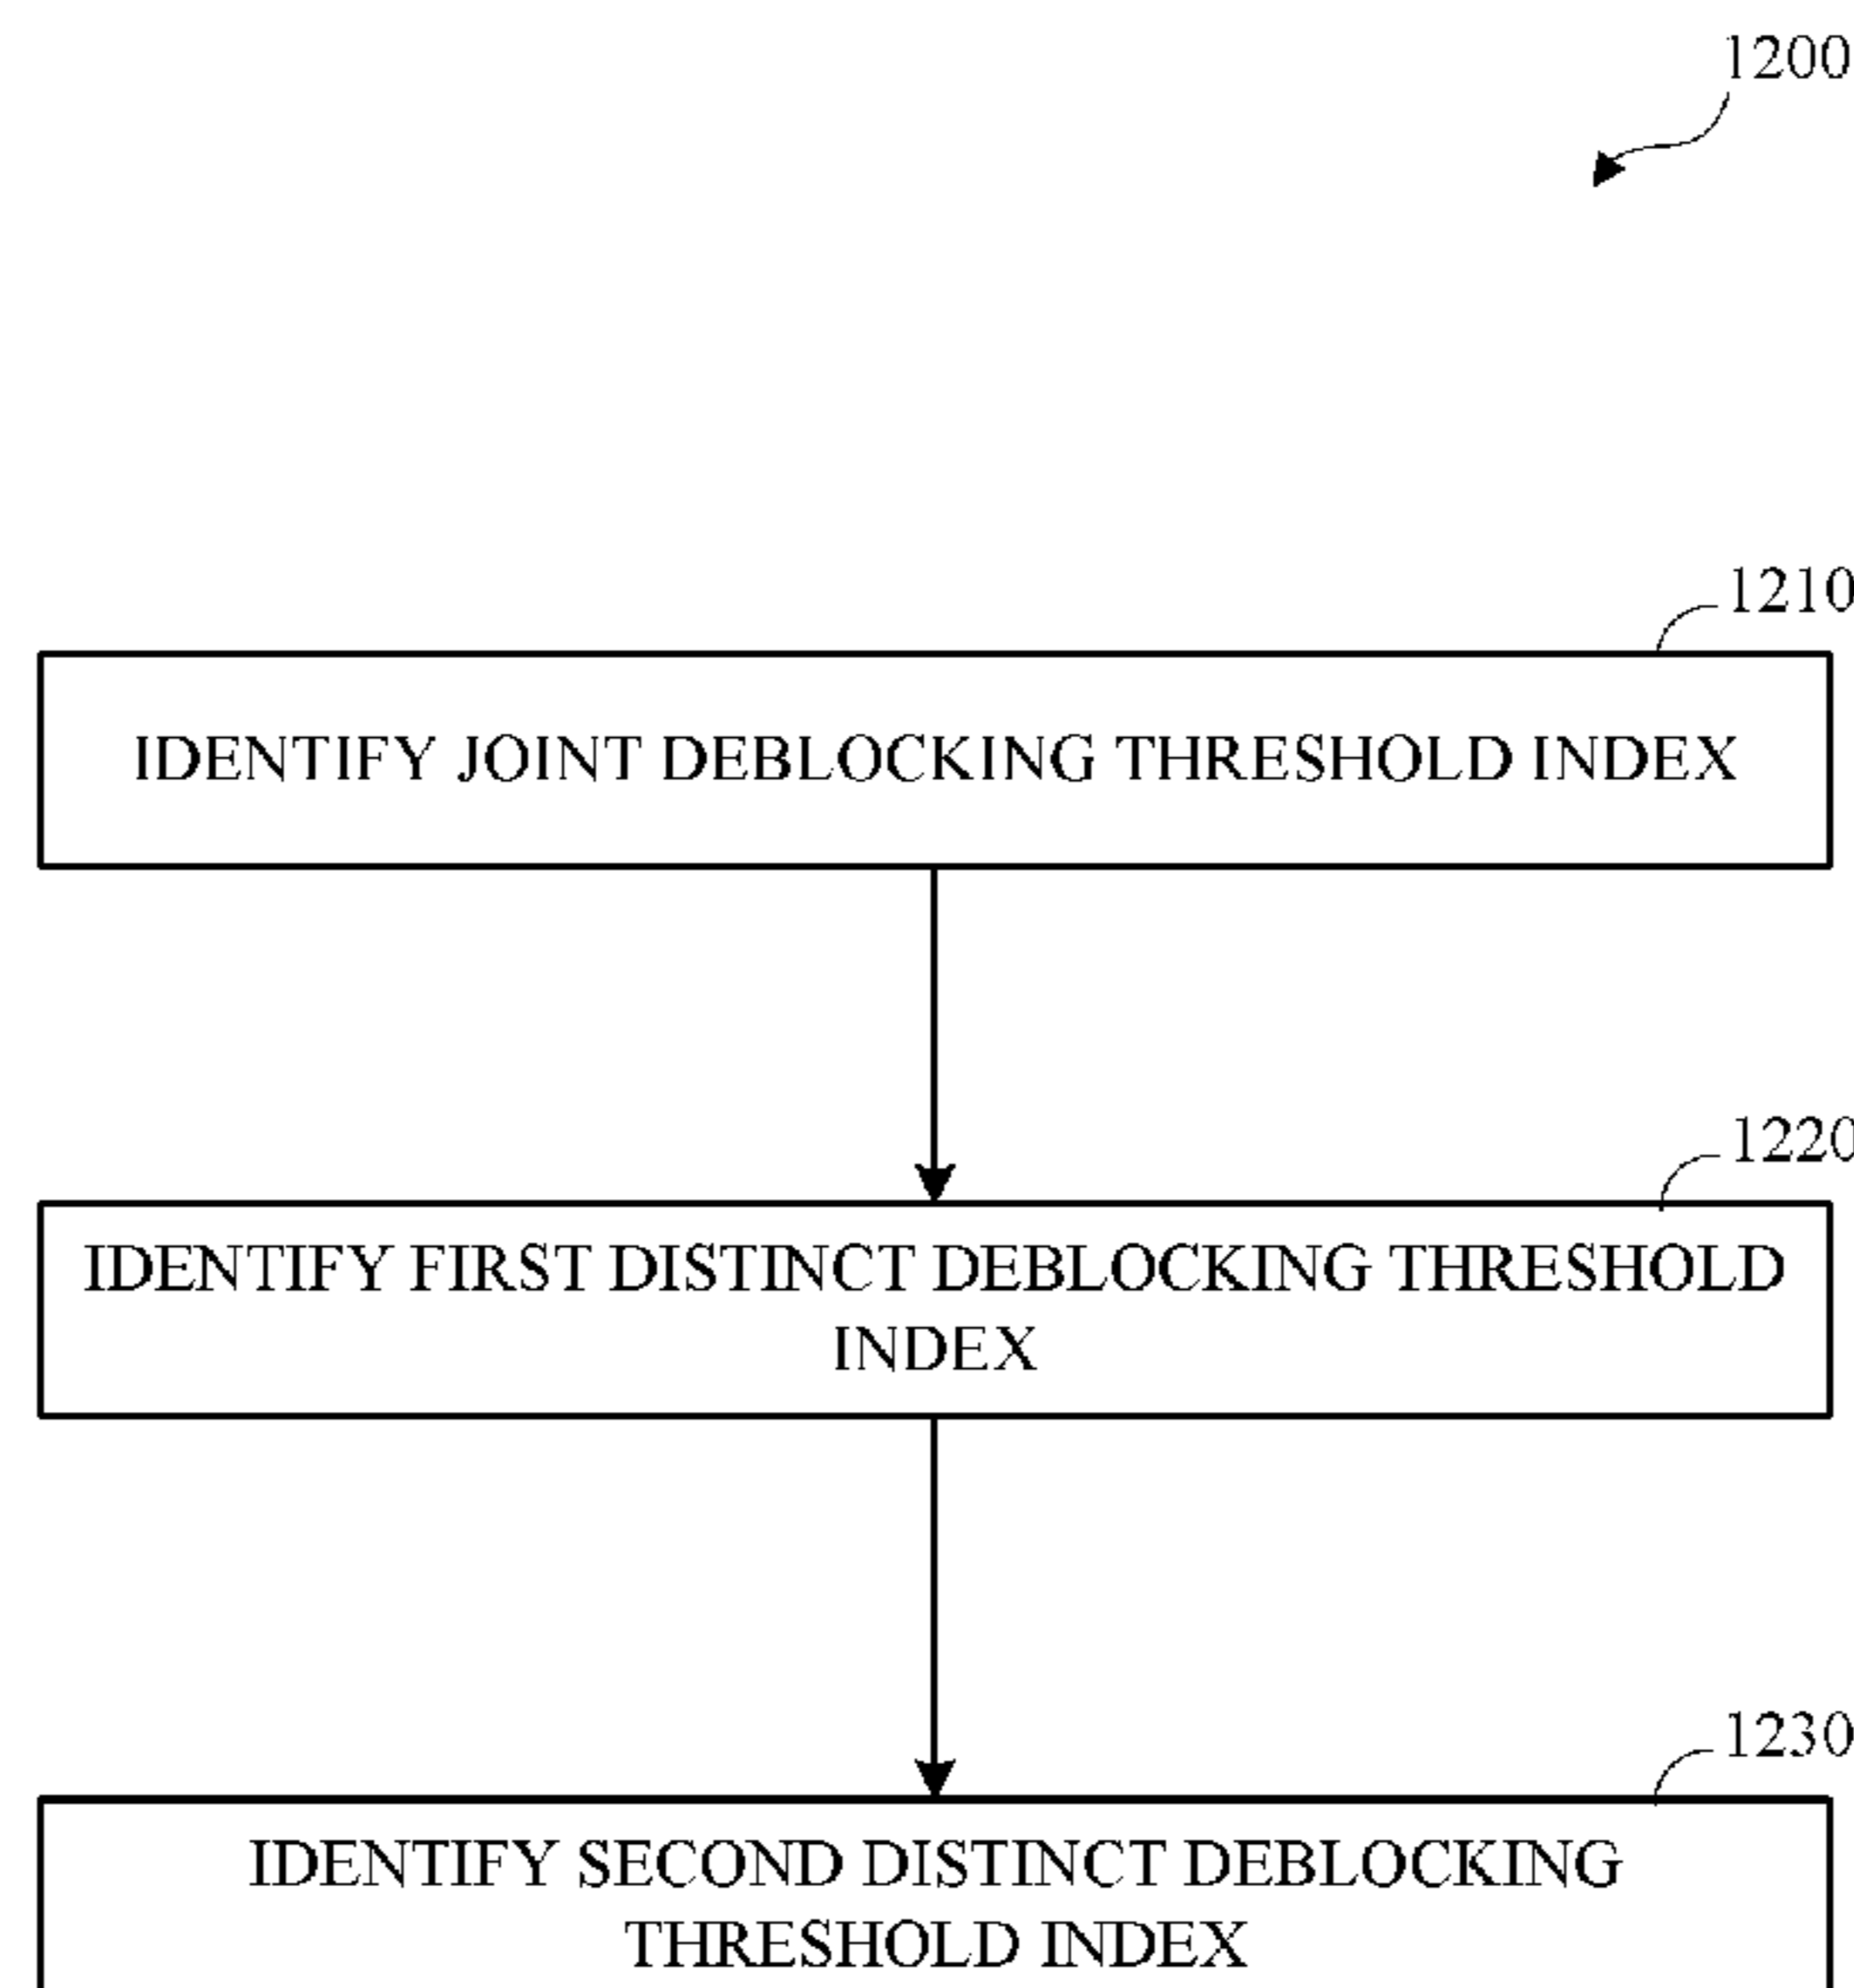 1200
1210
IDENTIFY JOINT DEBLOCKING THRESHOLD INDEX
1220
IDENTIFY FIRST DISTINCT DEBLOCKING THRESHOLD
INDEX
1230
IDENTIFY SECOND DISTINCT DEBLOCKING
THRESHOLD INDEX